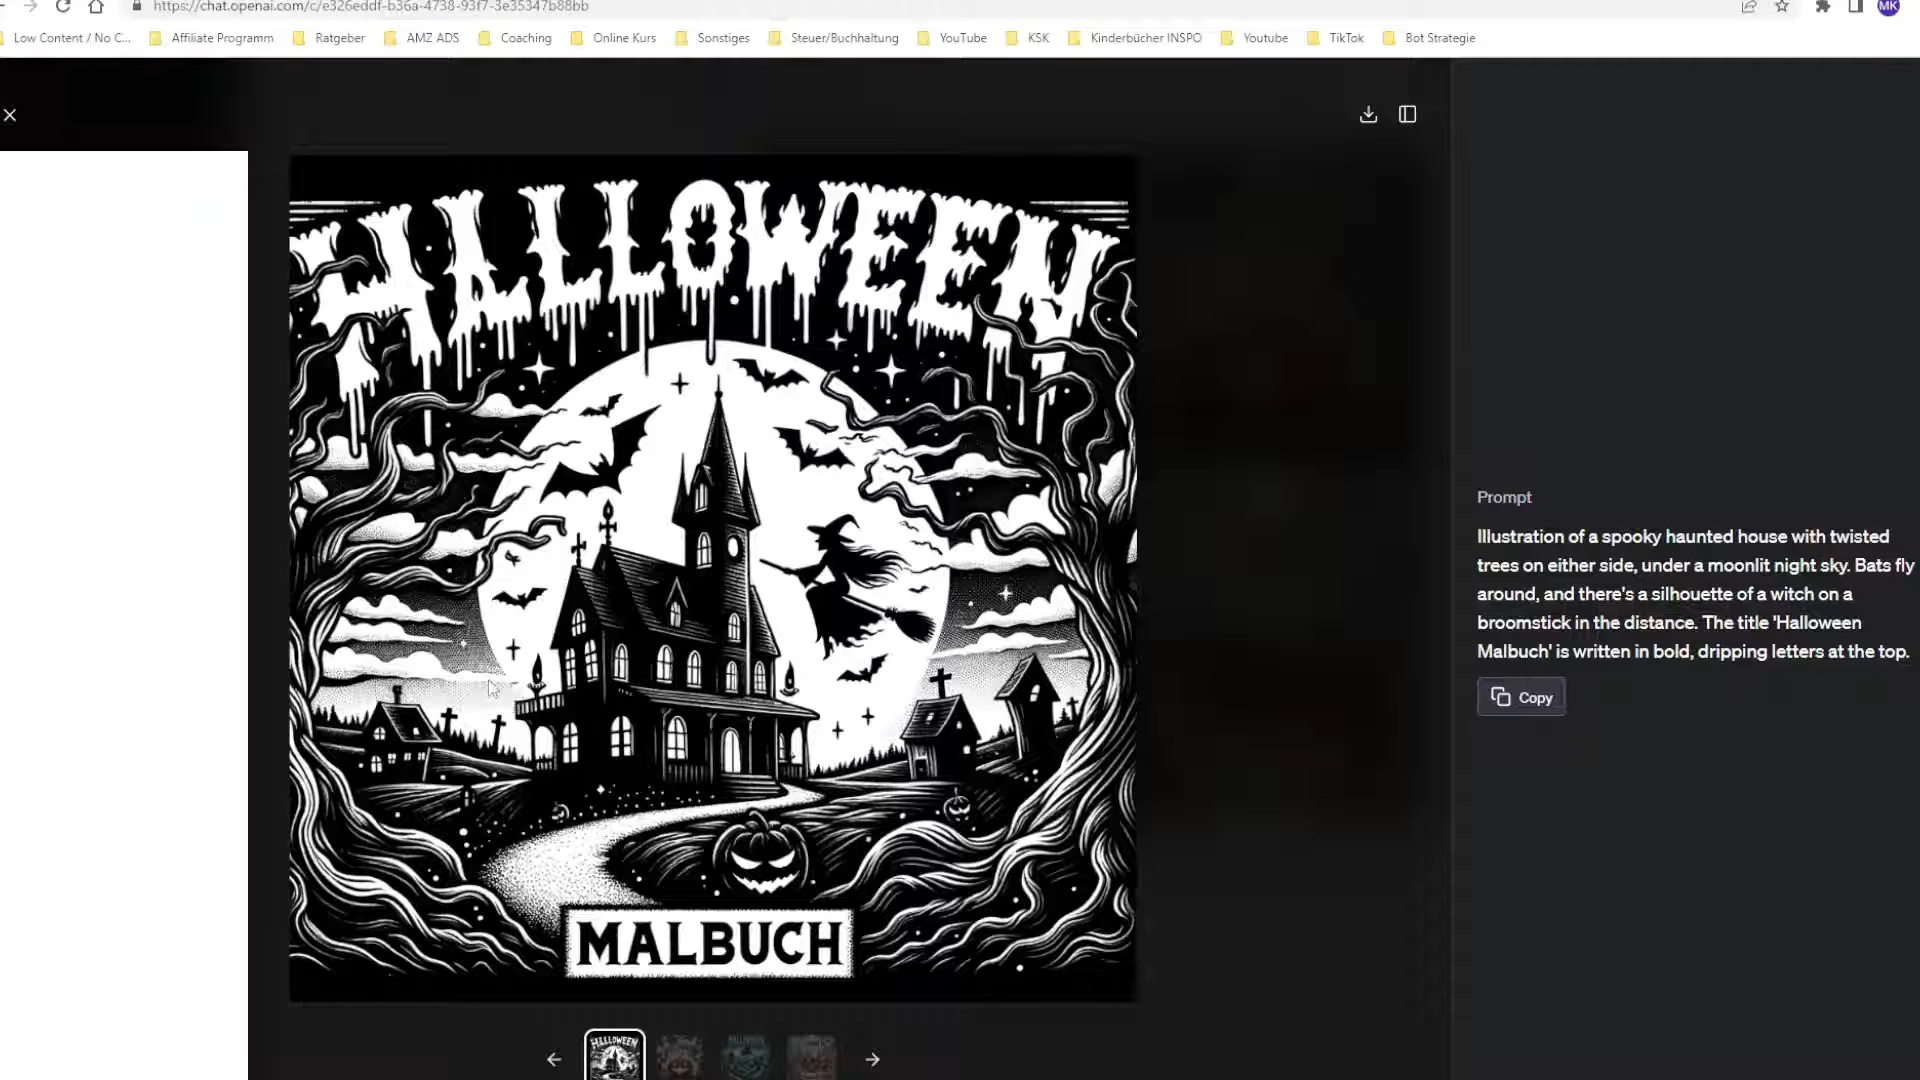 https://chat.openai.com/c/e326eddf-b36a-4738-93f7-3e35347b88bb
MK
Low Content / No C...
Affiliate Programm
Ratgeber
AMZ ADS
Coaching
Online Kurs
Sonstiges
Steuer/Buchhaltung
YouTube
KSK
Kinderbücher INSPO
Youtube
TikTok
Bot Strategie
HALLLOWEEN
MALBUCH
Prompt
Illustration of a spooky haunted house with twisted
trees on either side, under a moonlit night sky. Bats fly
around, and there's a silhouette of a witch on a
broomstick in the distance. The title 'Halloween
Malbuch' is written in bold, dripping letters at the top.
Copy